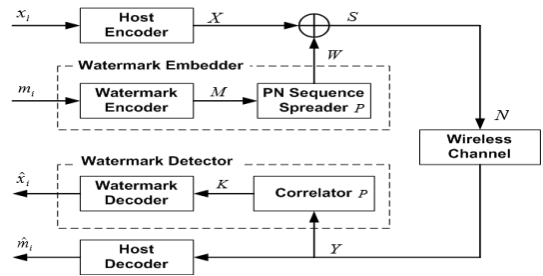 x_i Host Encoder X S
W
Watermark Embedder
m_i Watermark Encoder M PN Sequence Spreader P
N
Wireless Channel
Watermark Detector
x̂_i Watermark Decoder K Correlator P
m̂_i Host Decoder Y